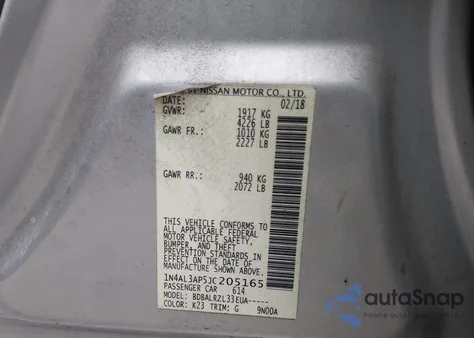 BY NISSAN MOTOR CO., LTD.
DATE: 02/18
GVWR: 1917 KG
4226 LB
GAWR FR.: 1010 KG
2227 LB
GAWR RR.: 940 KG
2072 LB
THIS VEHICLE CONFORMS TO
ALL APPLICABLE FEDERAL
MOTOR VEHICLE SAFETY,
BUMPER, AND THEFT
PREVENTION STANDARDS IN
EFFECT ON THE DATE OF
MANUFACTURE SHOWN ABOVE.
1N4AL3AP5JC205165
PASSENGER CAR 614
MODEL: BDBALRZL33EUA-----
COLOR: K23 TRIM: G 9N00A
autoSnap